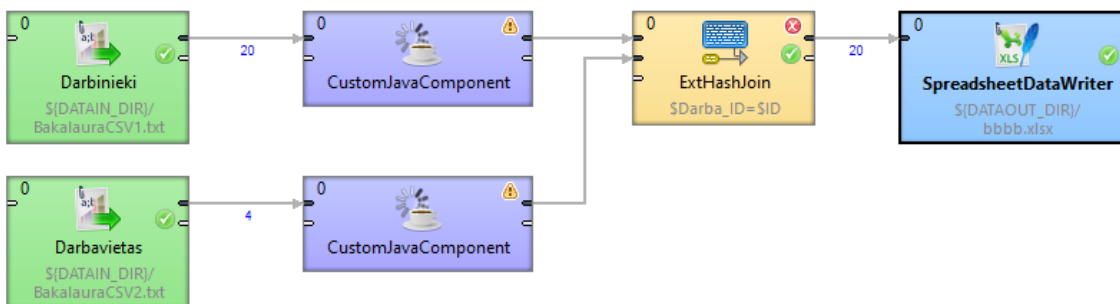 0
a;b
Darbinieki
${DATAIN_DIR}/
BakalauraCSV1.txt
20
0
CustomJavaComponent
0
ExtHashJoin
$Darba_ID=$ID
20
0
XLS
SpreadsheetDataWriter
${DATAOUT_DIR}/
bbbb.xlsx
0
a;b
Darbavietas
${DATAIN_DIR}/
BakalauraCSV2.txt
4
0
CustomJavaComponent